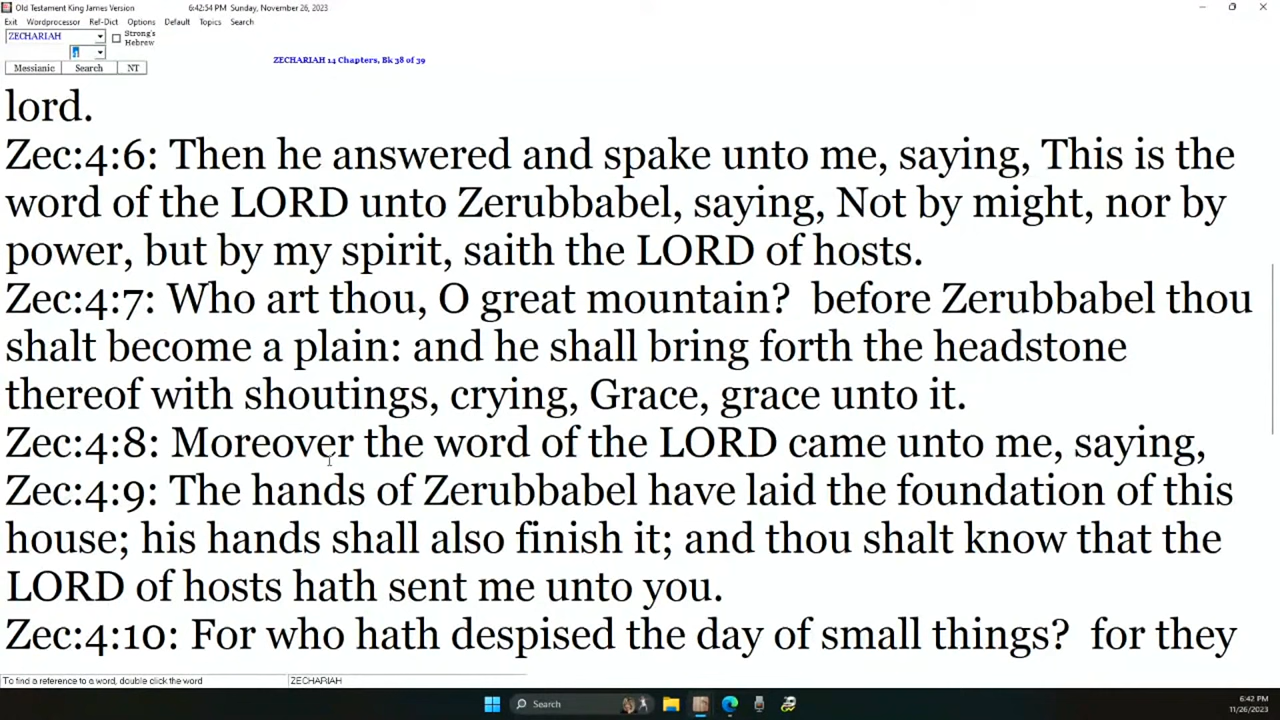 Old Testament King James Version 6:42:54 PM Sunday, November 26, 2023
Exit Wordprocessor Ref-Dict Options Default Topics Search
ZECHARIAH
Strong's
Hebrew
Messianic Search NT
ZECHARIAH 14 Chapters, Bk 38 of 39
lord.
Zec:4:6: Then he answered and spake unto me, saying, This is the
word of the LORD unto Zerubbabel, saying, Not by might, nor by
power, but by my spirit, saith the LORD of hosts.
Zec:4:7: Who art thou, O great mountain?  before Zerubbabel thou
shalt become a plain: and he shall bring forth the headstone
thereof with shoutings, crying, Grace, grace unto it.
Zec:4:8: Moreover the word of the LORD came unto me, saying,
Zec:4:9: The hands of Zerubbabel have laid the foundation of this
house; his hands shall also finish it; and thou shalt know that the
LORD of hosts hath sent me unto you.
Zec:4:10: For who hath despised the day of small things?  for they
To find a reference to a word, double click the word ZECHARIAH
Search
6:42 PM
11/26/2023